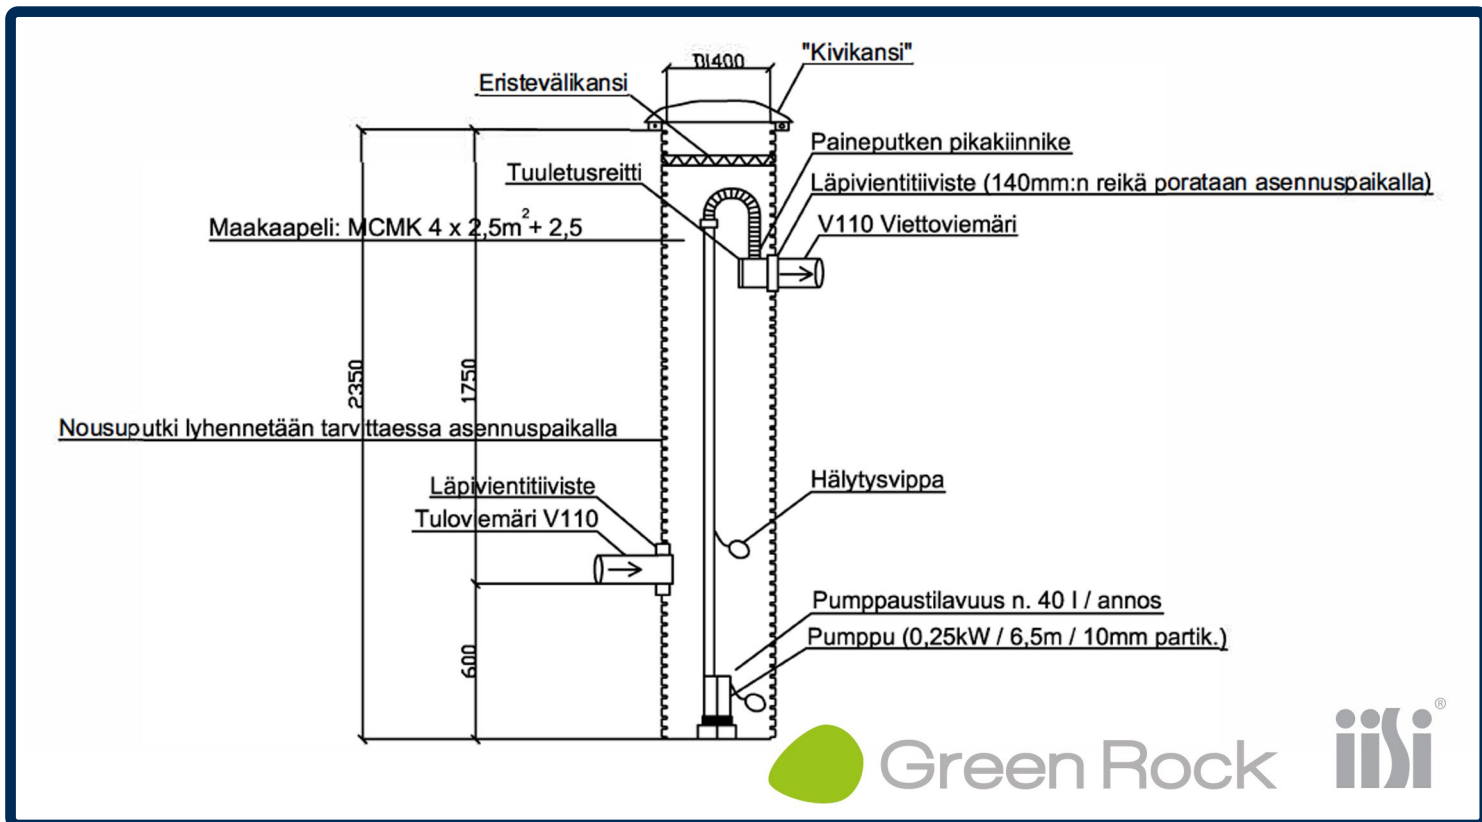 DI400
"Kivikansi"
Eristevälikansi
Paineputken pikakiinnike
Tuuletusreitti
Läpivientitiiviste (140mm:n reikä porataan asennuspaikalla)
Maakaapeli: MCMK 4 x 2,5m²+ 2,5
V110 Viettoviemäri
2350
1750
Nousuputki lyhennetään tarvittaessa asennuspaikalla
Läpivientitiiviste
Hälytysvippa
Tuloviemäri V110
Pumppaustilavuus n. 40 l / annos
Pumppu (0,25kW / 6,5m / 10mm partik.)
600
Green Rock
iisi®